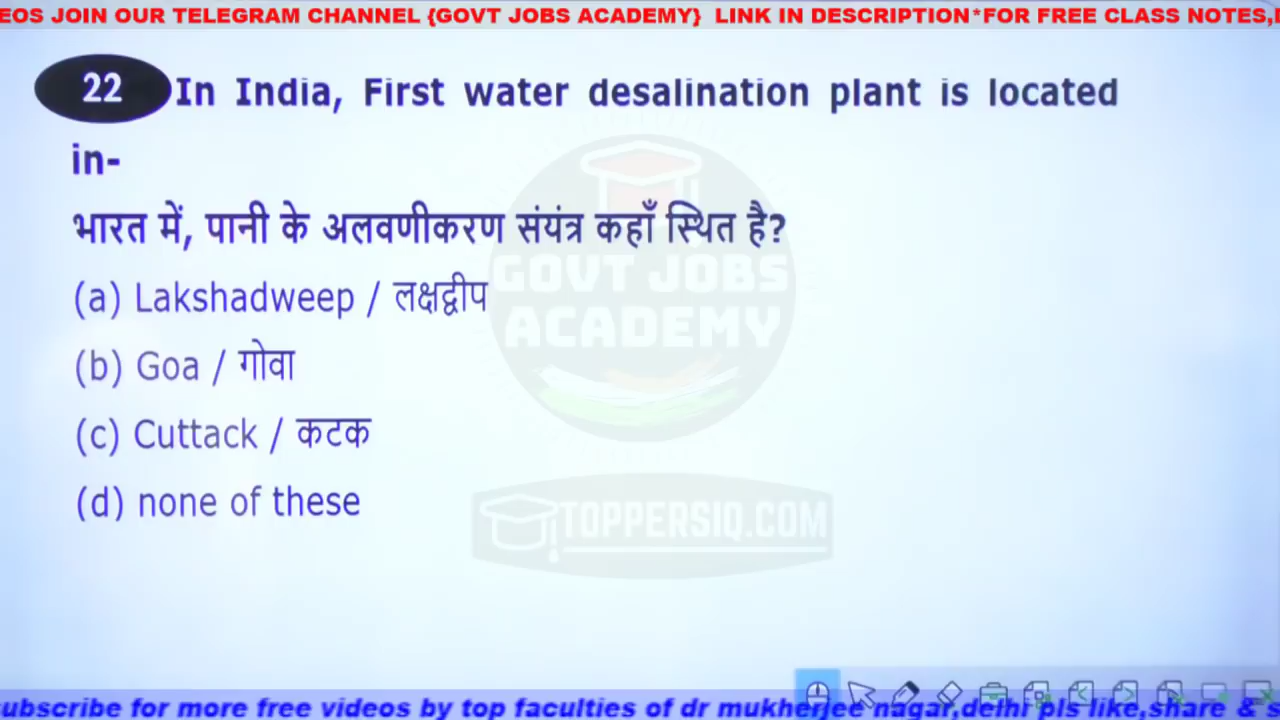 EOS JOIN OUR TELEGRAM CHANNEL {GOVT JOBS ACADEMY} LINK IN DESCRIPTION*FOR FREE CLASS NOTES,
22 In India, First water desalination plant is located
in-
भारत में, पानी के अलवणीकरण संयंत्र कहाँ स्थित है?
(a) Lakshadweep / लक्षद्वीप
(b) Goa / गोवा
(c) Cuttack / कटक
(d) none of these
GOVT JOBS
ACADEMY
TOPPERSIQ.COM
ubscribe for more free videos by top faculties of dr mukherjee nagar,delhi pls like,share & s